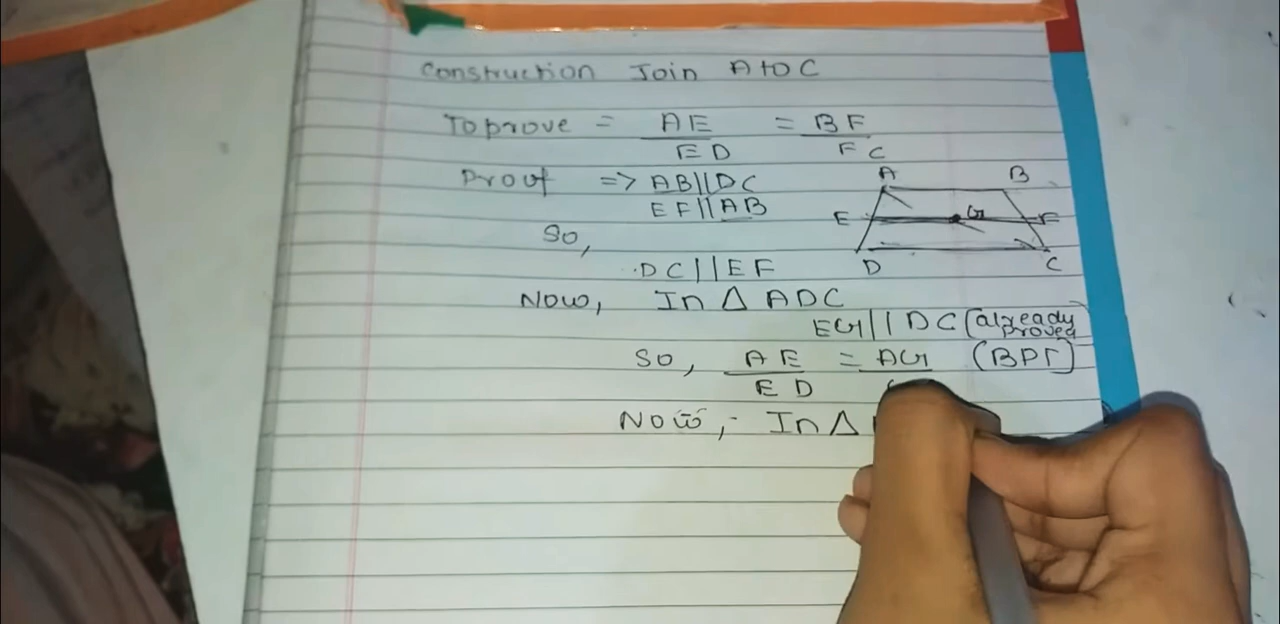 Construction Join A to C
To prove = AE = BF
ED FC
Proof => AB||DC
EF||AB
So,
DC||EF
A B
E G F
D C
Now, In Δ ADC
EG||DC (already proved)
So, AE = AG (BPT)
ED
Now, In Δ